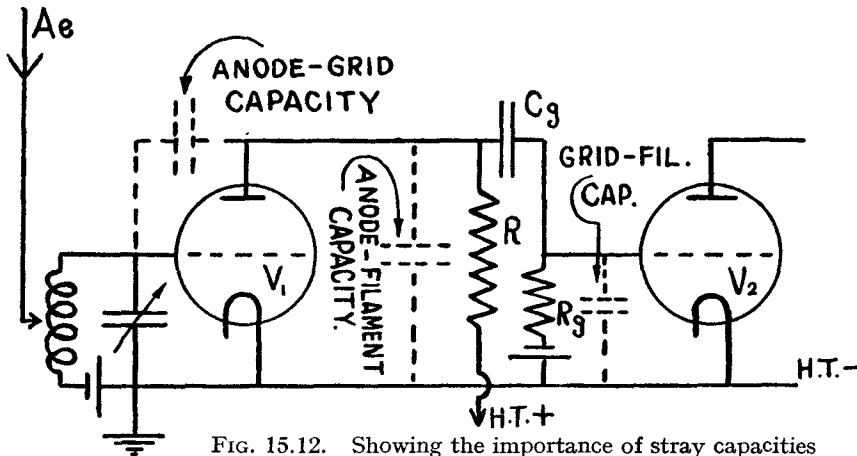 Ae
ANODE-GRID
CAPACITY
Cg
GRID-FIL.
CAP.
ANODE-FILAMENT
CAPACITY.
R
V₁
Rg
V₂
H.T.-
H.T.+
FIG. 15.12. Showing the importance of stray capacities